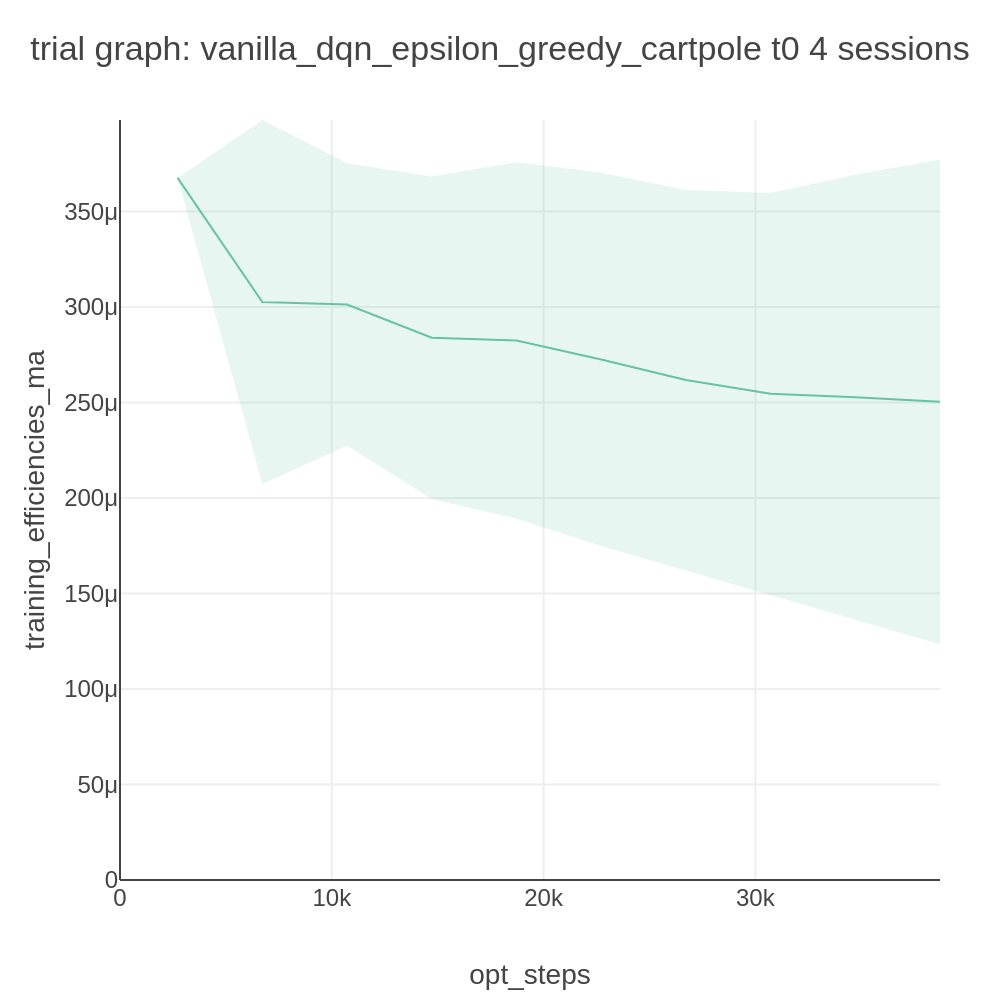 trial graph: vanilla_dqn_epsilon_greedy_cartpole t0 4 sessions
training_efficiencies_ma
350μ
300μ
250μ
200μ
150μ
100μ
50μ
0
0 10k 20k 30k
opt_steps